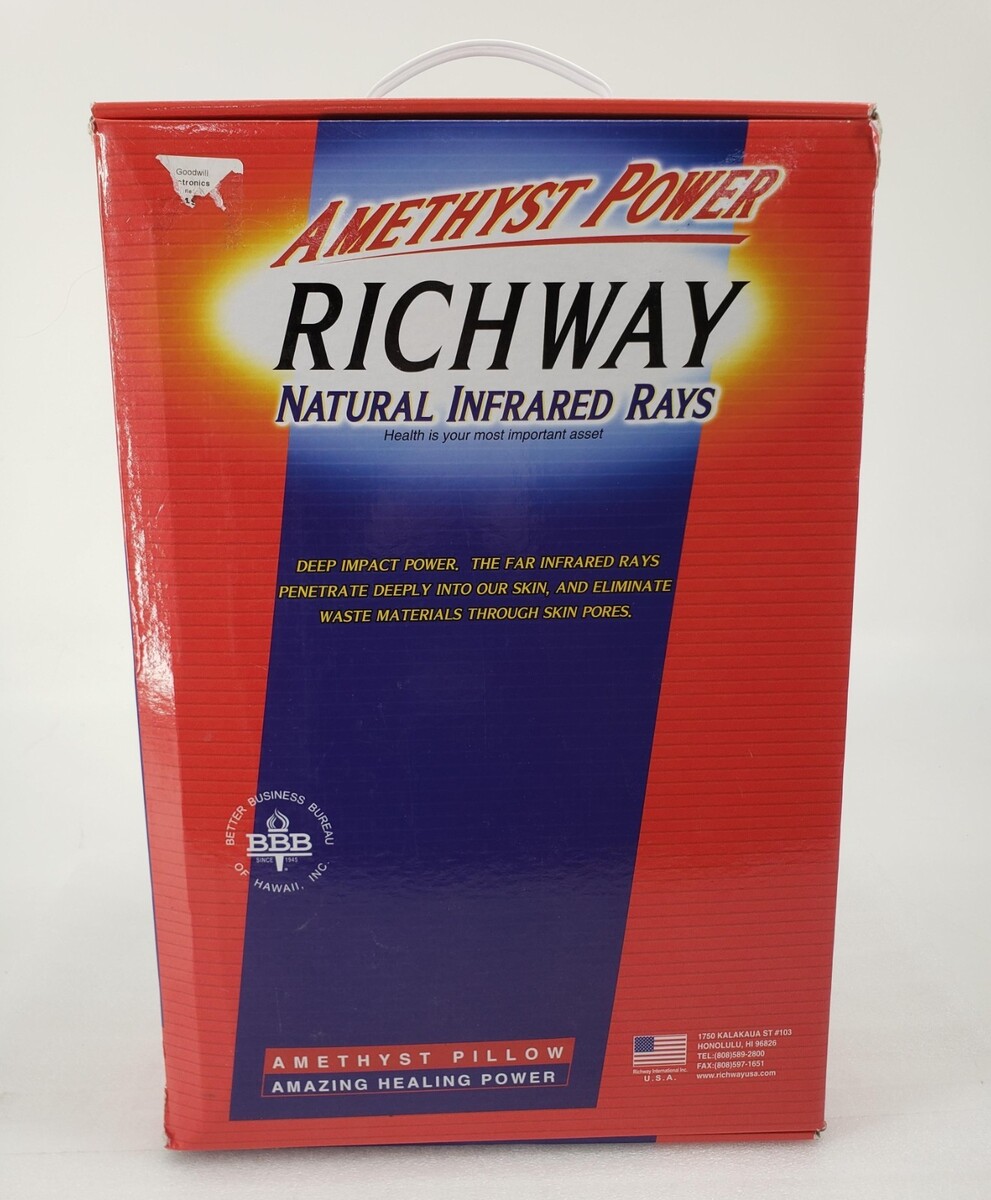 Goodwill
AMETHYST POWER
RICHWAY
NATURAL INFRARED RAYS
Health is your most important asset
DEEP IMPACT POWER. THE FAR INFRARED RAYS
PENETRATE DEEPLY INTO OUR SKIN, AND ELIMINATE
WASTE MATERIALS THROUGH SKIN PORES.
BETTER BUSINESS BUREAU
BBB
SINCE 1945
OF HAWAII, INC.
AMETHYST PILLOW
AMAZING HEALING POWER
Richway International Inc.
U.S.A.
1750 KALAKAUA ST #103
HONOLULU, HI 96826
TEL:(808)589-2800
FAX:(808)597-1651
www.richwayusa.com